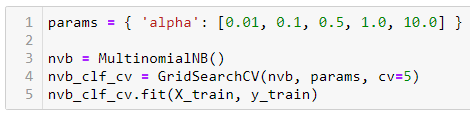 1 params = { 'alpha': [0.01, 0.1, 0.5, 1.0, 10.0] }
2
3 nvb = MultinomialNB()
4 nvb_clf_cv = GridSearchCV(nvb, params, cv=5)
5 nvb_clf_cv.fit(X_train, y_train)